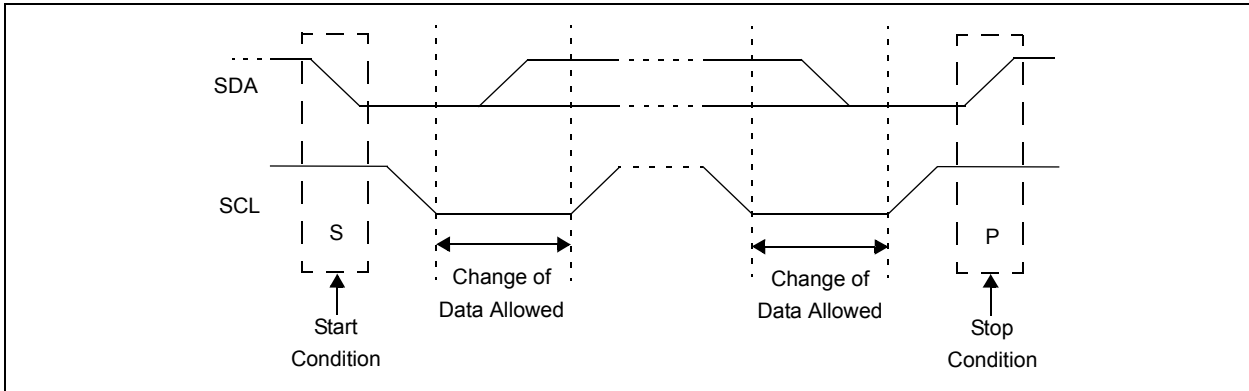 SDA
SCL
S
P
Change of
Data Allowed
Change of
Data Allowed
Start
Condition
Stop
Condition